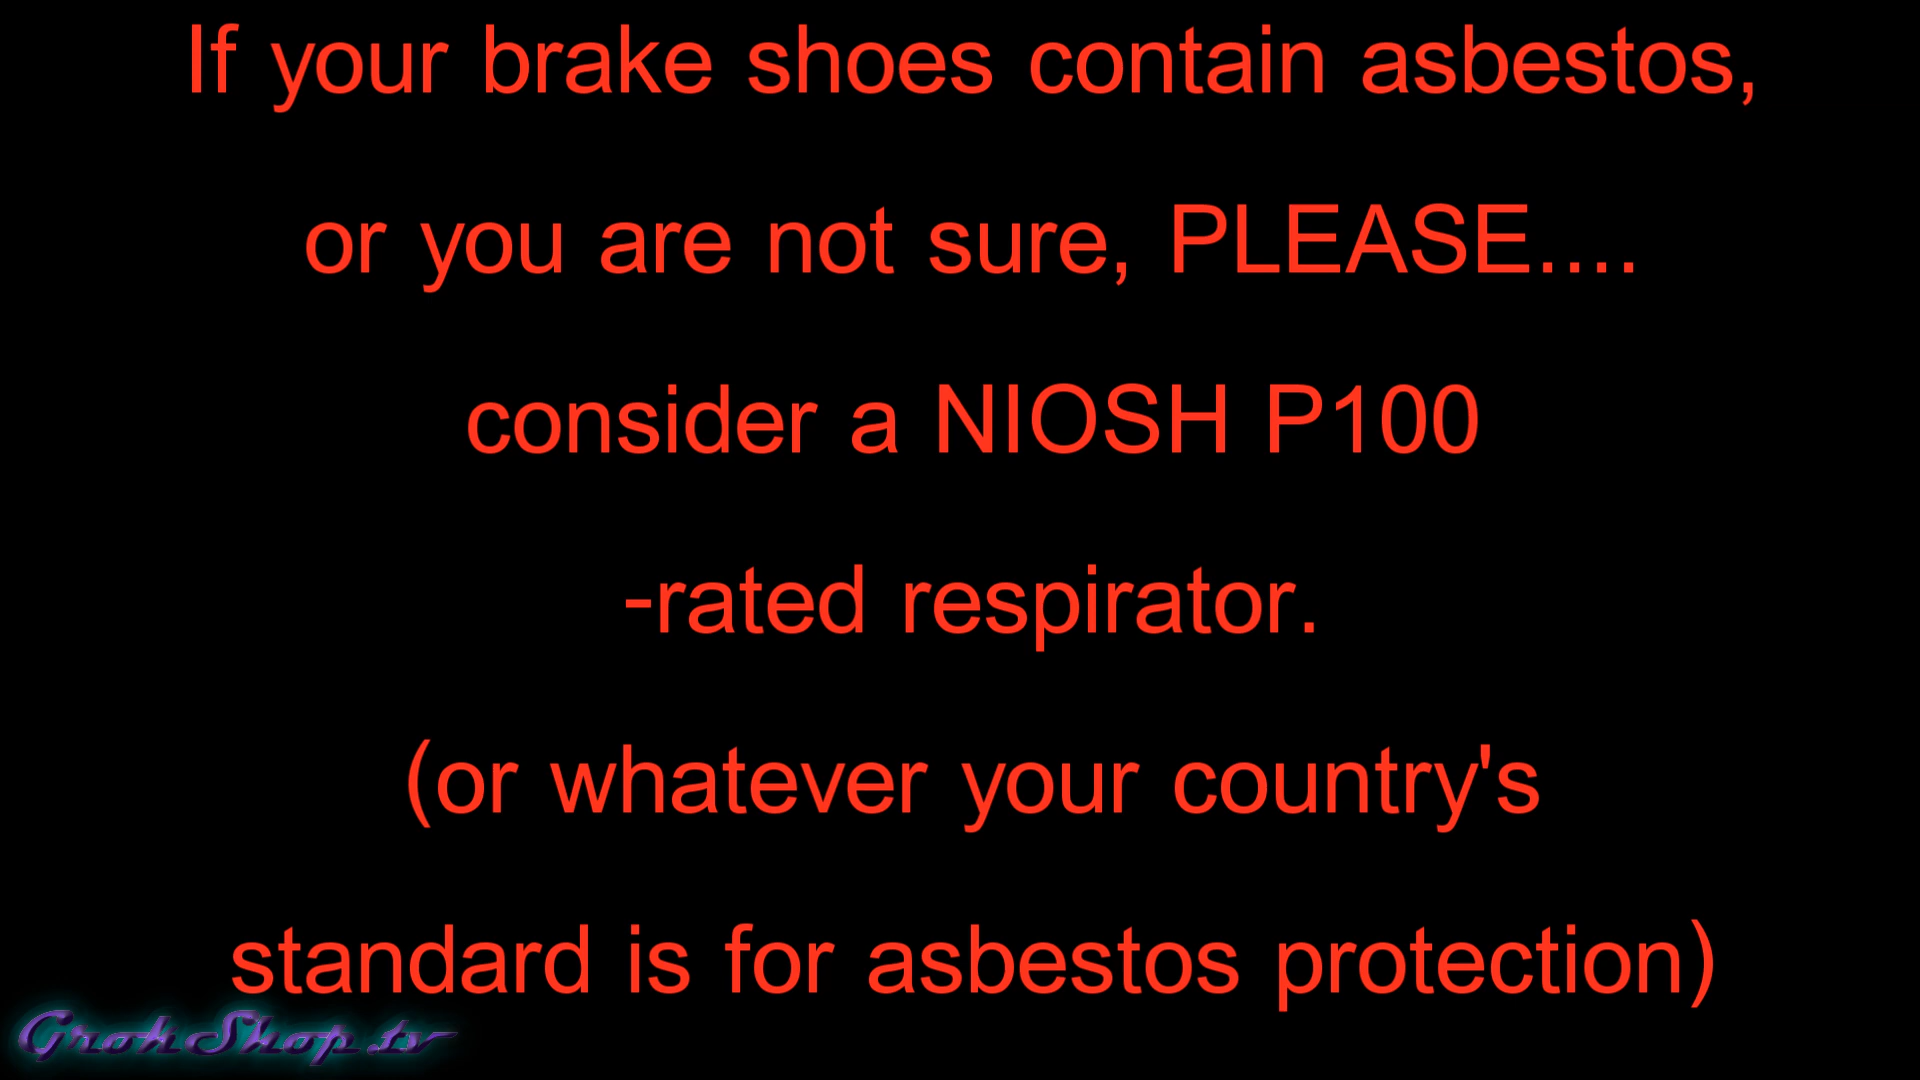 If your brake shoes contain asbestos,
or you are not sure, PLEASE....
consider a NIOSH P100
-rated respirator.
(or whatever your country's
standard is for asbestos protection)
GrohShop.tv